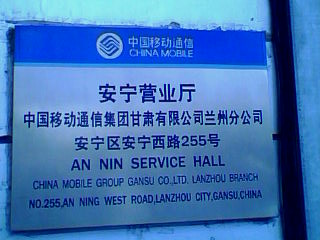 中国移动通信
CHINA MOBILE
安宁营业厅
中国移动通信集团甘肃有限公司兰州分公司
安宁区安宁西路255号
AN NIN SERVICE HALL
CHINA MOBILE GROUP GANSU CO.,LTD. LANZHOU BRANCH
NO.255,AN NING WEST ROAD,LANZHOU CITY,GANSU,CHINA